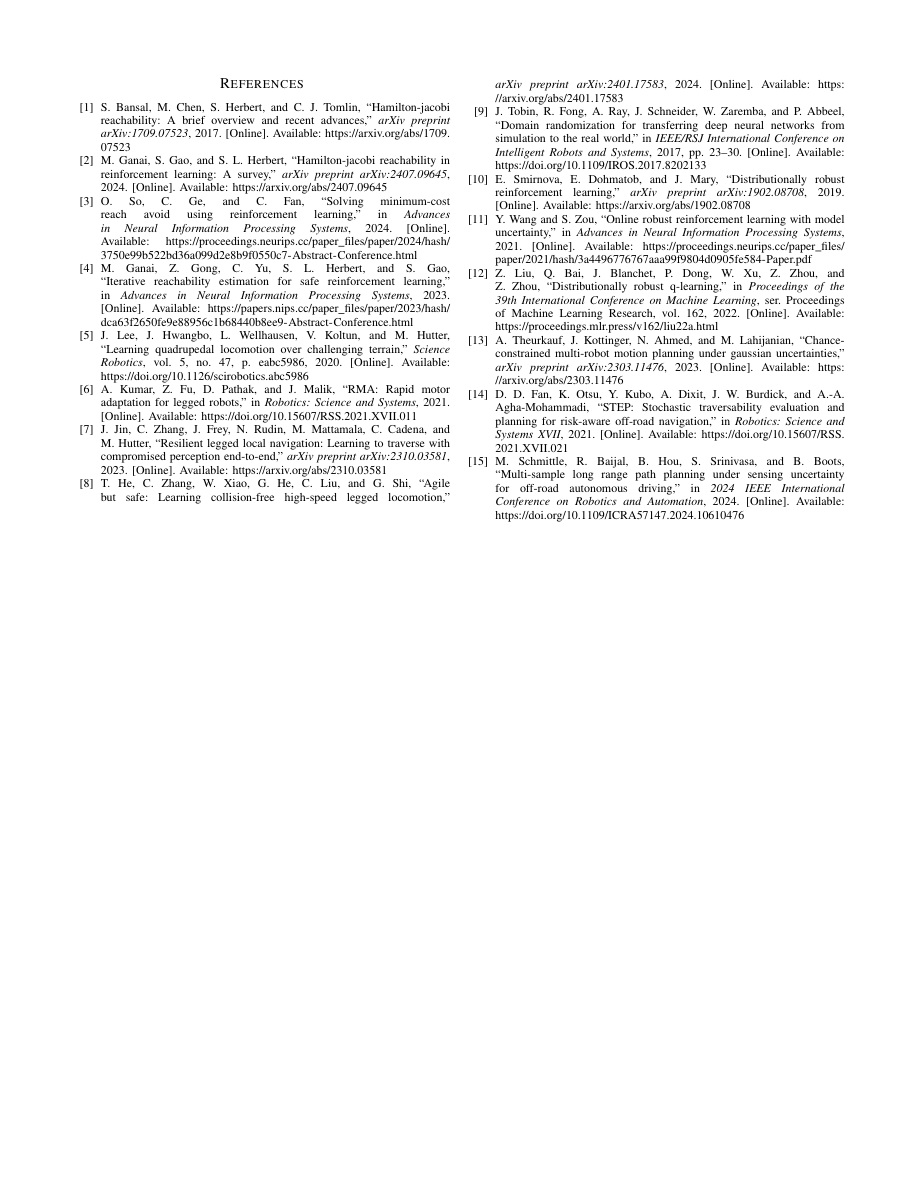 REFERENCES
[1] S. Bansal, M. Chen, S. Herbert, and C. J. Tomlin, “Hamilton-jacobi
reachability: A brief overview and recent advances,” arXiv preprint
arXiv:1709.07523, 2017. [Online]. Available: https://arxiv.org/abs/1709.
07523
[2] M. Ganai, S. Gao, and S. L. Herbert, “Hamilton-jacobi reachability in
reinforcement learning: A survey,” arXiv preprint arXiv:2407.09645,
2024. [Online]. Available: https://arxiv.org/abs/2407.09645
[3] O. So, C. Ge, and C. Fan, “Solving minimum-cost
reach avoid using reinforcement learning,” in Advances
in Neural Information Processing Systems, 2024. [Online].
Available: https://proceedings.neurips.cc/paper_files/paper/2024/hash/
3750e99b522bd36a099d2e8b9f0550c7-Abstract-Conference.html
[4] M. Ganai, Z. Gong, C. Yu, S. L. Herbert, and S. Gao,
“Iterative reachability estimation for safe reinforcement learning,”
in Advances in Neural Information Processing Systems, 2023.
[Online]. Available: https://papers.nips.cc/paper_files/paper/2023/hash/
dca63f2650fe9e88956c1b68440b8ee9-Abstract-Conference.html
[5] J. Lee, J. Hwangbo, L. Wellhausen, V. Koltun, and M. Hutter,
“Learning quadrupedal locomotion over challenging terrain,” Science
Robotics, vol. 5, no. 47, p. eabc5986, 2020. [Online]. Available:
https://doi.org/10.1126/scirobotics.abc5986
[6] A. Kumar, Z. Fu, D. Pathak, and J. Malik, “RMA: Rapid motor
adaptation for legged robots,” in Robotics: Science and Systems, 2021.
[Online]. Available: https://doi.org/10.15607/RSS.2021.XVII.011
[7] J. Jin, C. Zhang, J. Frey, N. Rudin, M. Mattamala, C. Cadena, and
M. Hutter, “Resilient legged local navigation: Learning to traverse with
compromised perception end-to-end,” arXiv preprint arXiv:2310.03581,
2023. [Online]. Available: https://arxiv.org/abs/2310.03581
[8] T. He, C. Zhang, W. Xiao, G. He, C. Liu, and G. Shi, “Agile
but safe: Learning collision-free high-speed legged locomotion,”
arXiv preprint arXiv:2401.17583, 2024. [Online]. Available: https:
//arxiv.org/abs/2401.17583
[9] J. Tobin, R. Fong, A. Ray, J. Schneider, W. Zaremba, and P. Abbeel,
“Domain randomization for transferring deep neural networks from
simulation to the real world,” in IEEE/RSJ International Conference on
Intelligent Robots and Systems, 2017, pp. 23–30. [Online]. Available:
https://doi.org/10.1109/IROS.2017.8202133
[10] E. Smirnova, E. Dohmatob, and J. Mary, “Distributionally robust
reinforcement learning,” arXiv preprint arXiv:1902.08708, 2019.
[Online]. Available: https://arxiv.org/abs/1902.08708
[11] Y. Wang and S. Zou, “Online robust reinforcement learning with model
uncertainty,” in Advances in Neural Information Processing Systems,
2021. [Online]. Available: https://proceedings.neurips.cc/paper_files/
paper/2021/hash/3a4496776767aaa99f9804d0905fe584-Paper.pdf
[12] Z. Liu, Q. Bai, J. Blanchet, P. Dong, W. Xu, Z. Zhou, and
Z. Zhou, “Distributionally robust q-learning,” in Proceedings of the
39th International Conference on Machine Learning, ser. Proceedings
of Machine Learning Research, vol. 162, 2022. [Online]. Available:
https://proceedings.mlr.press/v162/liu22a.html
[13] A. Theurkauf, J. Kottinger, N. Ahmed, and M. Lahijanian, “Chance-
constrained multi-robot motion planning under gaussian uncertainties,”
arXiv preprint arXiv:2303.11476, 2023. [Online]. Available: https:
//arxiv.org/abs/2303.11476
[14] D. D. Fan, K. Otsu, Y. Kubo, A. Dixit, J. W. Burdick, and A.-A.
Agha-Mohammadi, “STEP: Stochastic traversability evaluation and
planning for risk-aware off-road navigation,” in Robotics: Science and
Systems XVII, 2021. [Online]. Available: https://doi.org/10.15607/RSS.
2021.XVII.021
[15] M. Schmittle, R. Baijal, B. Hou, S. Srinivasa, and B. Boots,
“Multi-sample long range path planning under sensing uncertainty
for off-road autonomous driving,” in 2024 IEEE International
Conference on Robotics and Automation, 2024. [Online]. Available:
https://doi.org/10.1109/ICRA57147.2024.10610476